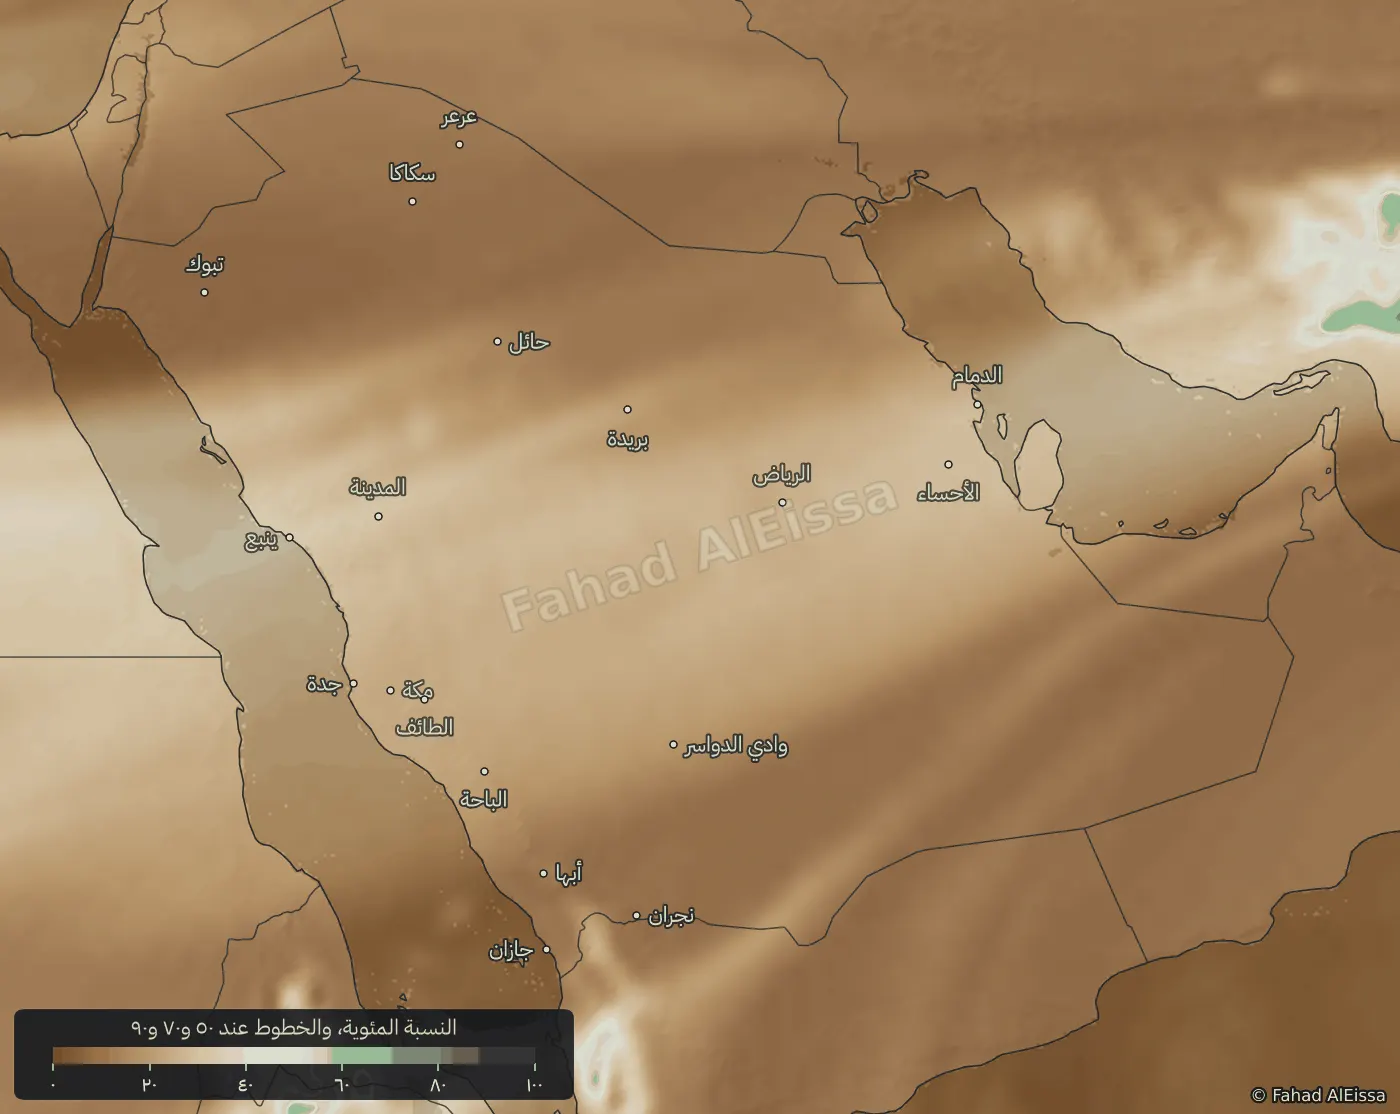 عرعر
سكاكا
تبوك
حائل
الدمام
بريدة
الرياض
الأحساء
المدينة
ينبع
Fahad AlEissa
جدة
مكة
الطائف
وادي الدواسر
الباحة
أبها
نجران
جازان
النسبة المئوية، والخطوط عند ٥٠ و٧٠ و٩٠
٠ ٢٠ ٤٠ ٦٠ ٨٠ ١٠٠
© Fahad AlEissa